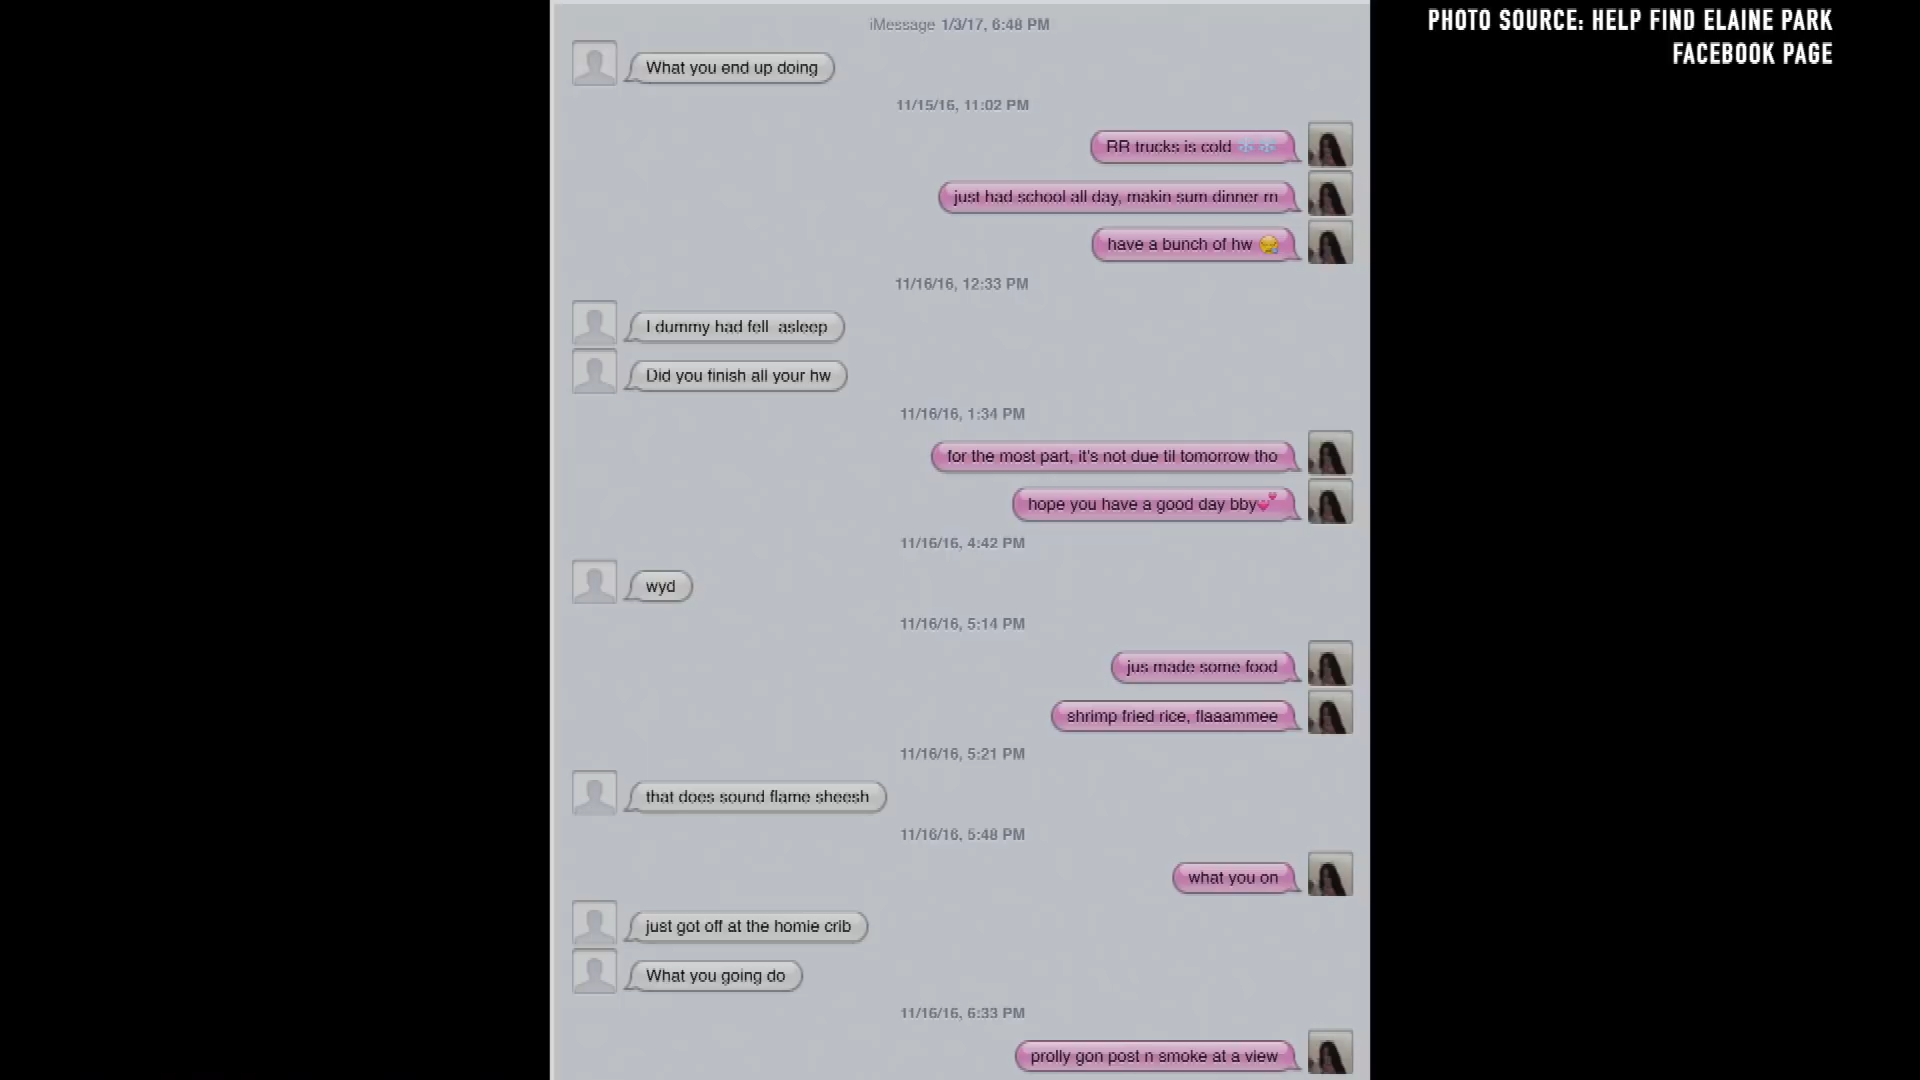 PHOTO SOURCE: HELP FIND ELAINE PARK
FACEBOOK PAGE
iMessage 1/3/17, 6:48 PM
What you end up doing
11/15/16, 11:02 PM
RR trucks is cold ❄️❄️
just had school all day, makin sum dinner rn
have a bunch of hw 😪
11/16/16, 12:33 PM
I dummy had fell  asleep
Did you finish all your hw
11/16/16, 1:34 PM
for the most part, it's not due til tomorrow tho
hope you have a good day bby💕
11/16/16, 4:42 PM
wyd
11/16/16, 5:14 PM
jus made some food
shrimp fried rice, flaaammee
11/16/16, 5:21 PM
that does sound flame sheesh
11/16/16, 5:48 PM
what you on
just got off at the homie crib
What you going do
11/16/16, 6:33 PM
prolly gon post n smoke at a view